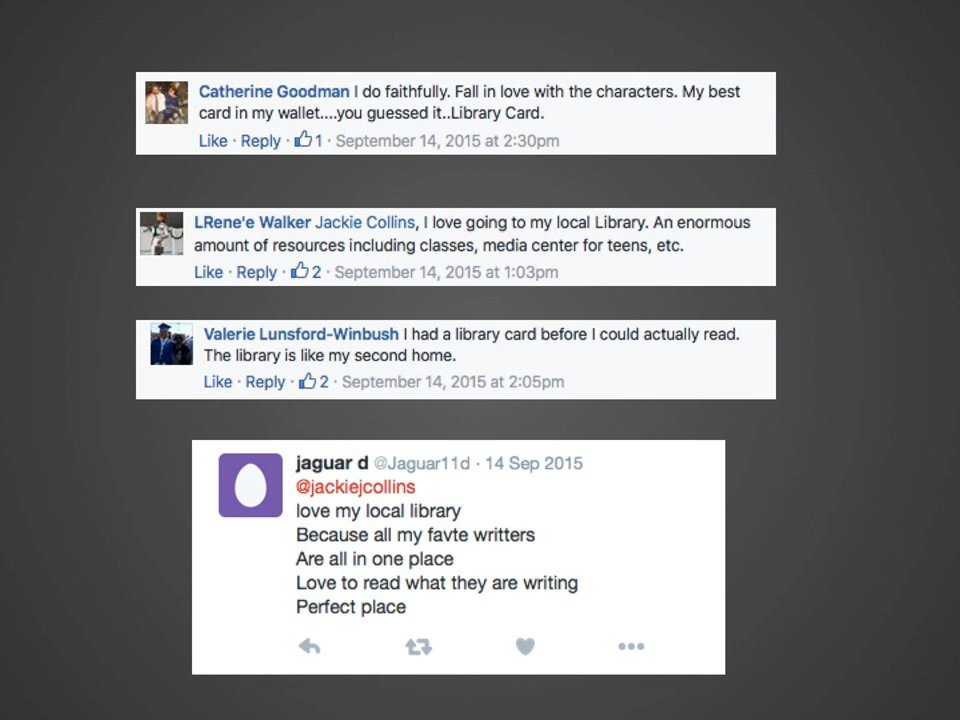 Catherine Goodman I do faithfully. Fall in love with the characters. My best
card in my wallet....you guessed it..Library Card.
Like · Reply · 1 · September 14, 2015 at 2:30pm
LRene'e Walker Jackie Collins, I love going to my local Library. An enormous
amount of resources including classes, media center for teens, etc.
Like · Reply · 2 · September 14, 2015 at 1:03pm
Valerie Lunsford-Winbush I had a library card before I could actually read.
The library is like my second home.
Like · Reply · 2 · September 14, 2015 at 2:05pm
jaguar d @Jaguar11d · 14 Sep 2015
@jackiejcollins
love my local library
Because all my favte writters
Are all in one place
Love to read what they are writing
Perfect place